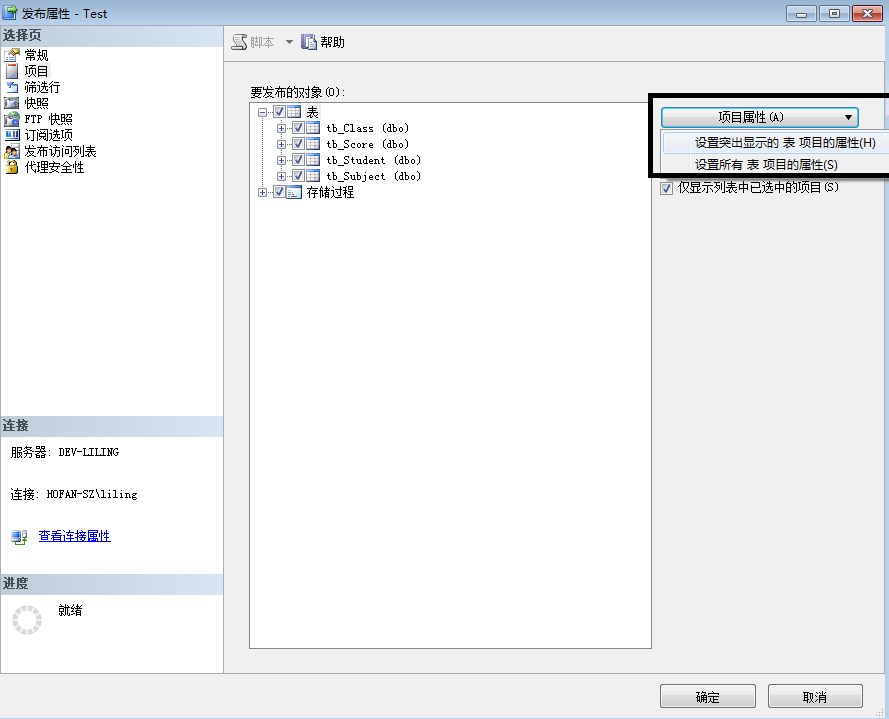 发布属性 - Test
选择页
常规
项目
筛选行
快照
FTP 快照
订阅选项
发布访问列表
代理安全性
连接
服务器: DEV-LILING
连接: HOFAN-SZ\liling
查看连接属性
进度
就绪
脚本
帮助
要发布的对象(O):
表
tb_Class (dbo)
tb_Score (dbo)
tb_Student (dbo)
tb_Subject (dbo)
存储过程
项目属性(A)
设置突出显示的 表 项目的属性(H)
设置所有 表 项目的属性(S)
仅显示列表中已选中的项目(S)
确定
取消